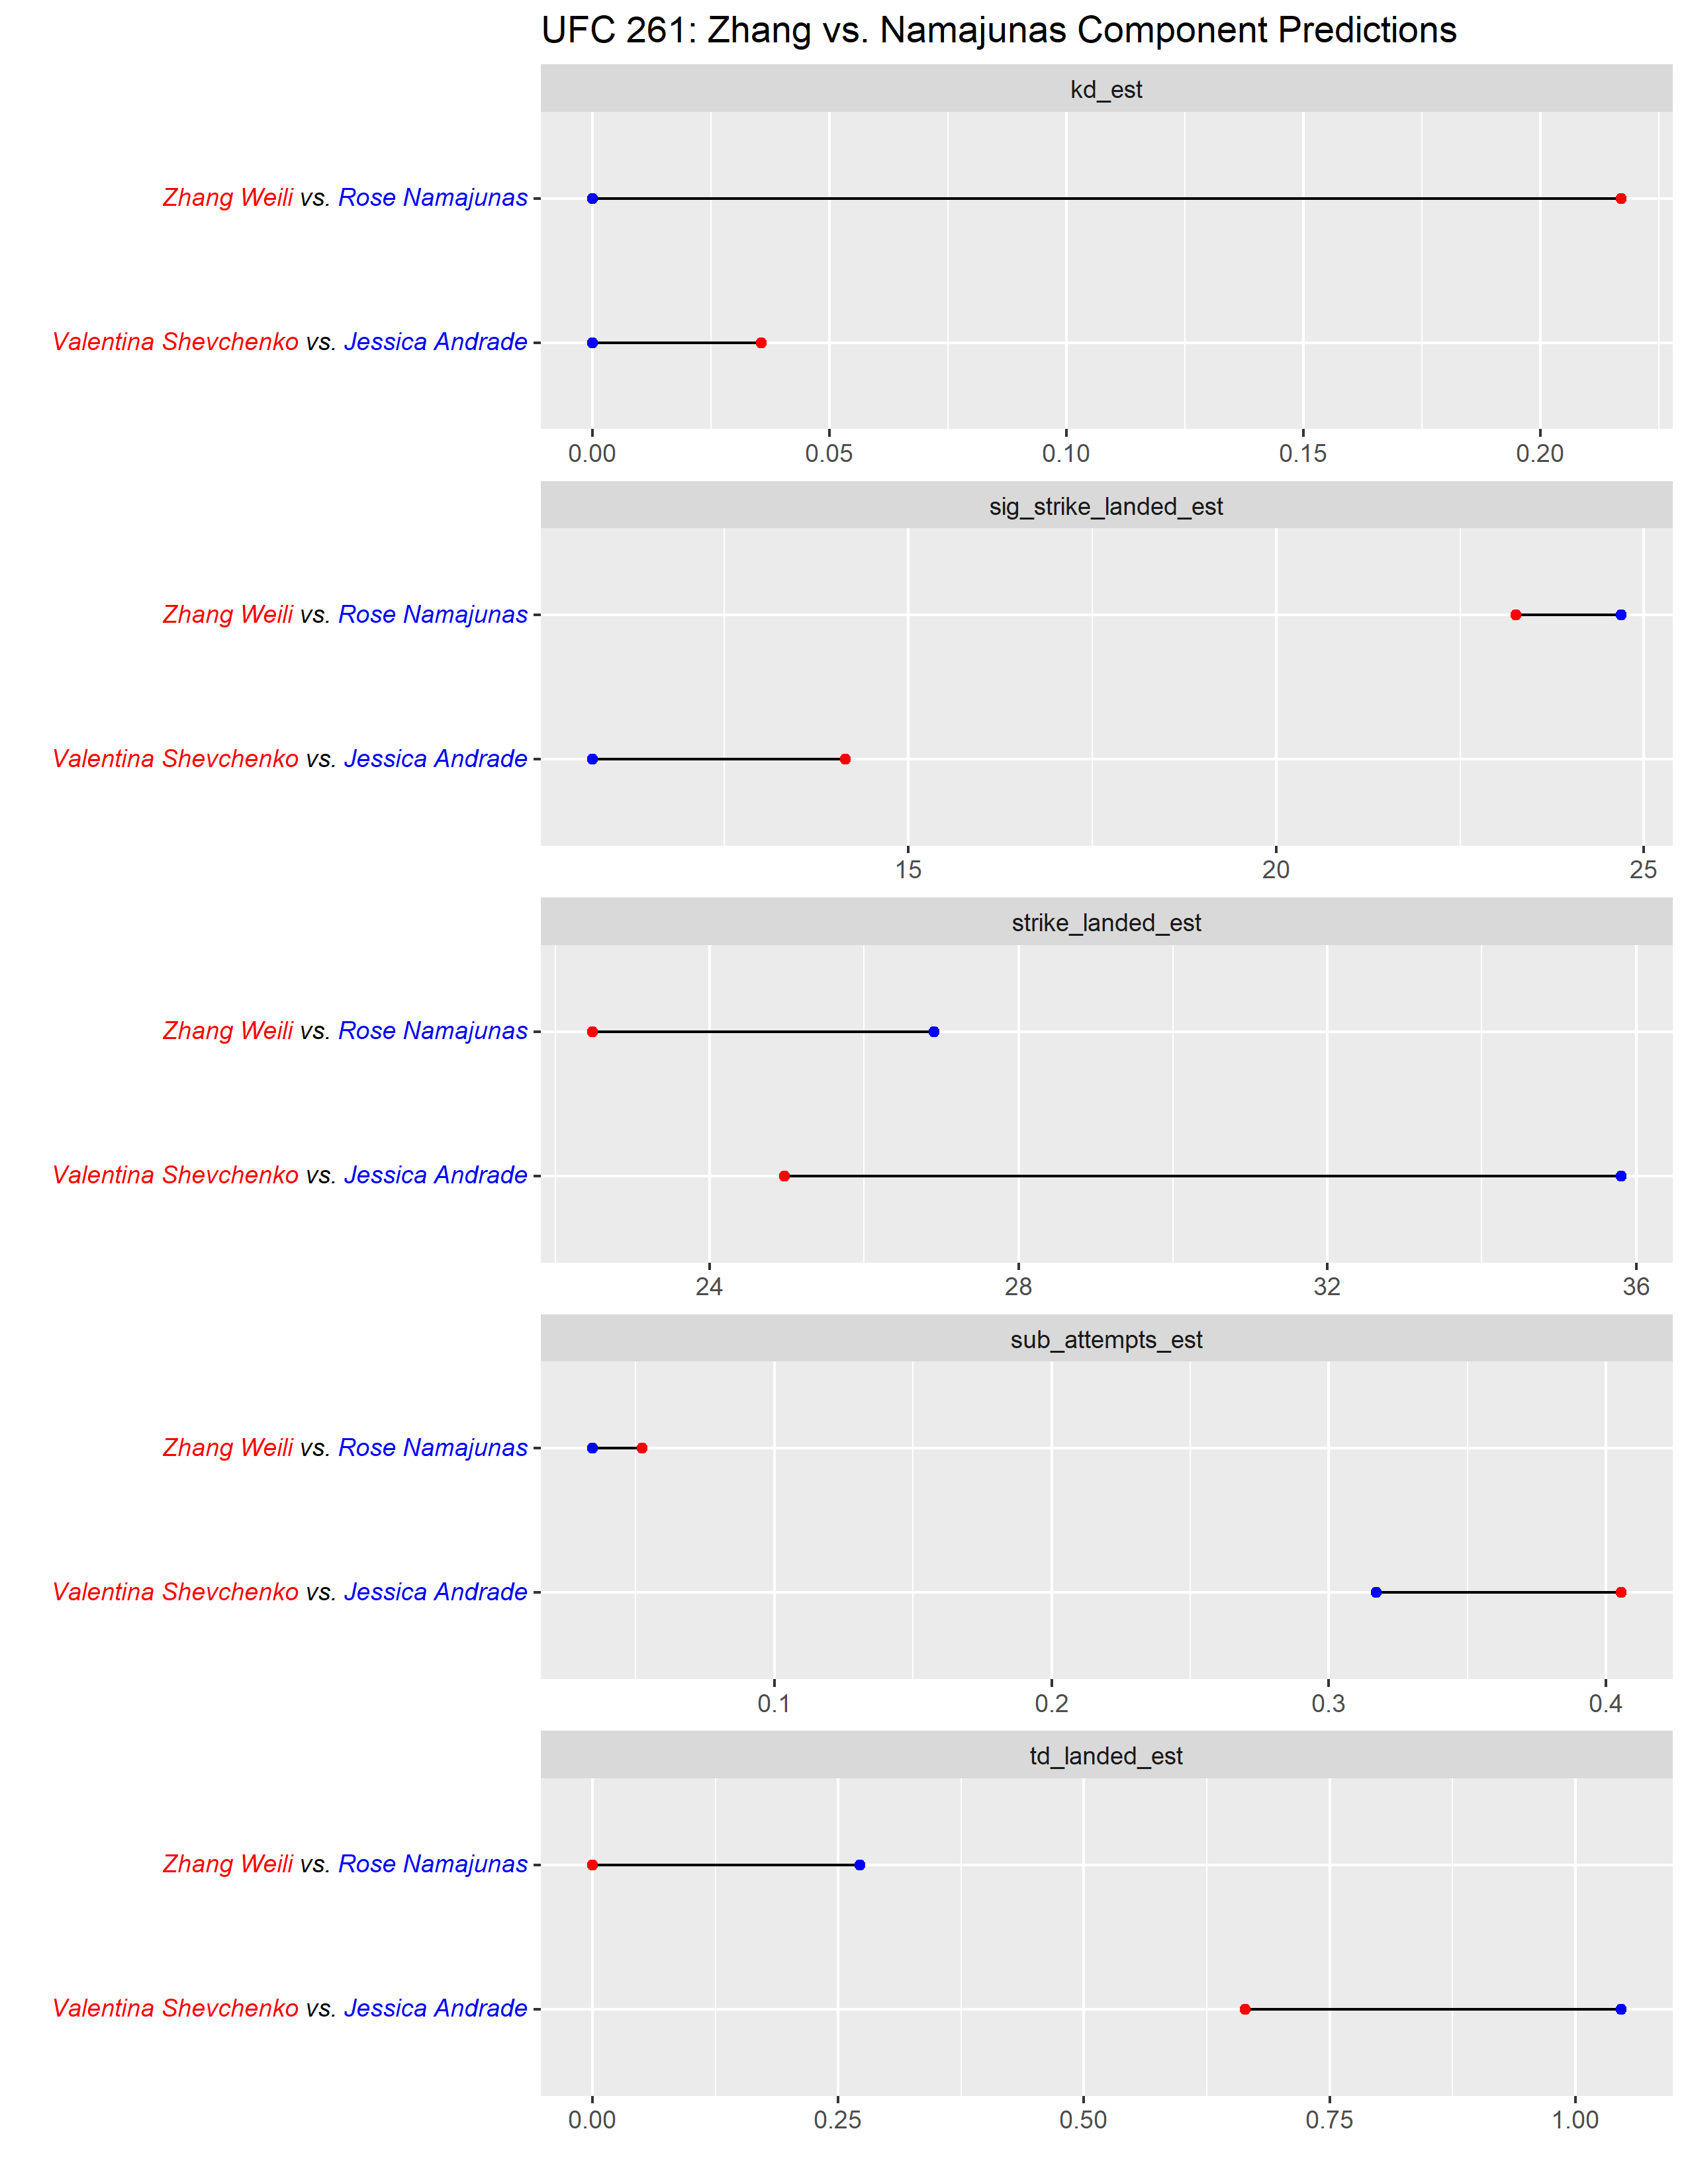 UFC 261: Zhang vs. Namajunas Component Predictions
kd_est
Zhang Weili vs. Rose Namajunas
Valentina Shevchenko vs. Jessica Andrade
0.00 0.05 0.10 0.15 0.20
sig_strike_landed_est
Zhang Weili vs. Rose Namajunas
Valentina Shevchenko vs. Jessica Andrade
15 20 25
strike_landed_est
Zhang Weili vs. Rose Namajunas
Valentina Shevchenko vs. Jessica Andrade
24 28 32 36
sub_attempts_est
Zhang Weili vs. Rose Namajunas
Valentina Shevchenko vs. Jessica Andrade
0.1 0.2 0.3 0.4
td_landed_est
Zhang Weili vs. Rose Namajunas
Valentina Shevchenko vs. Jessica Andrade
0.00 0.25 0.50 0.75 1.00